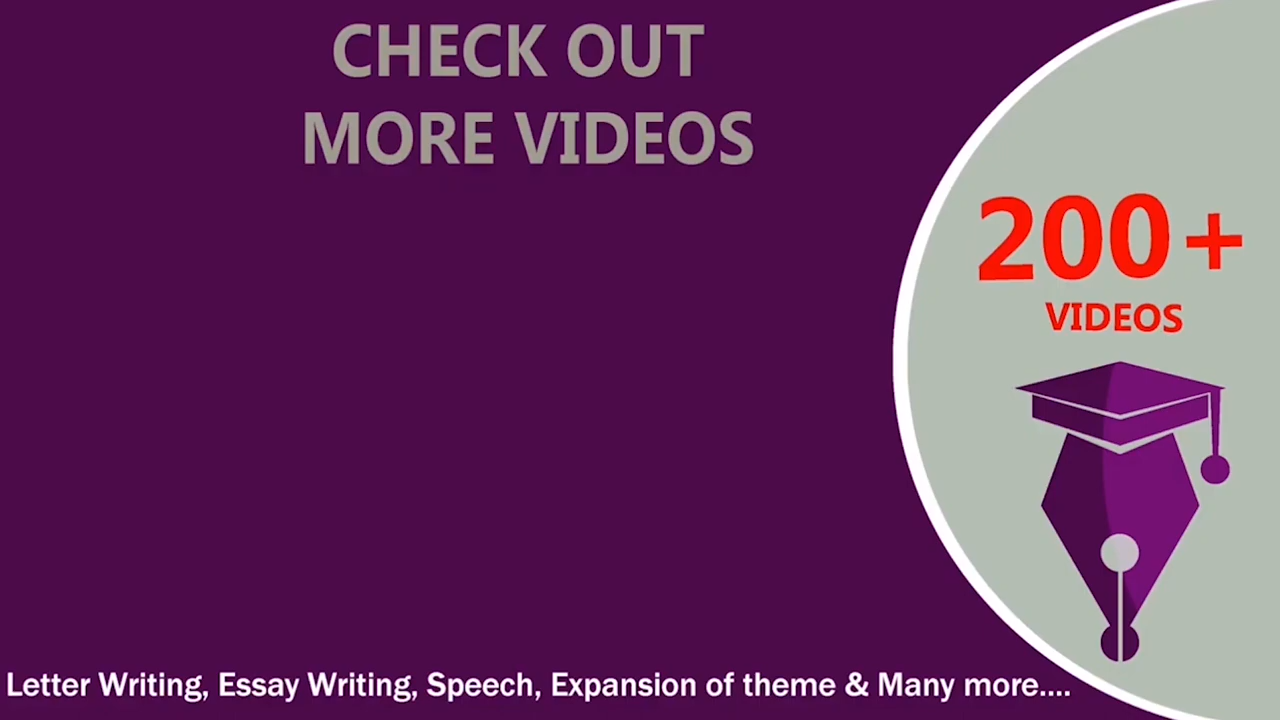 CHECK OUT
MORE VIDEOS
200+
VIDEOS
Letter Writing, Essay Writing, Speech, Expansion of theme & Many more....